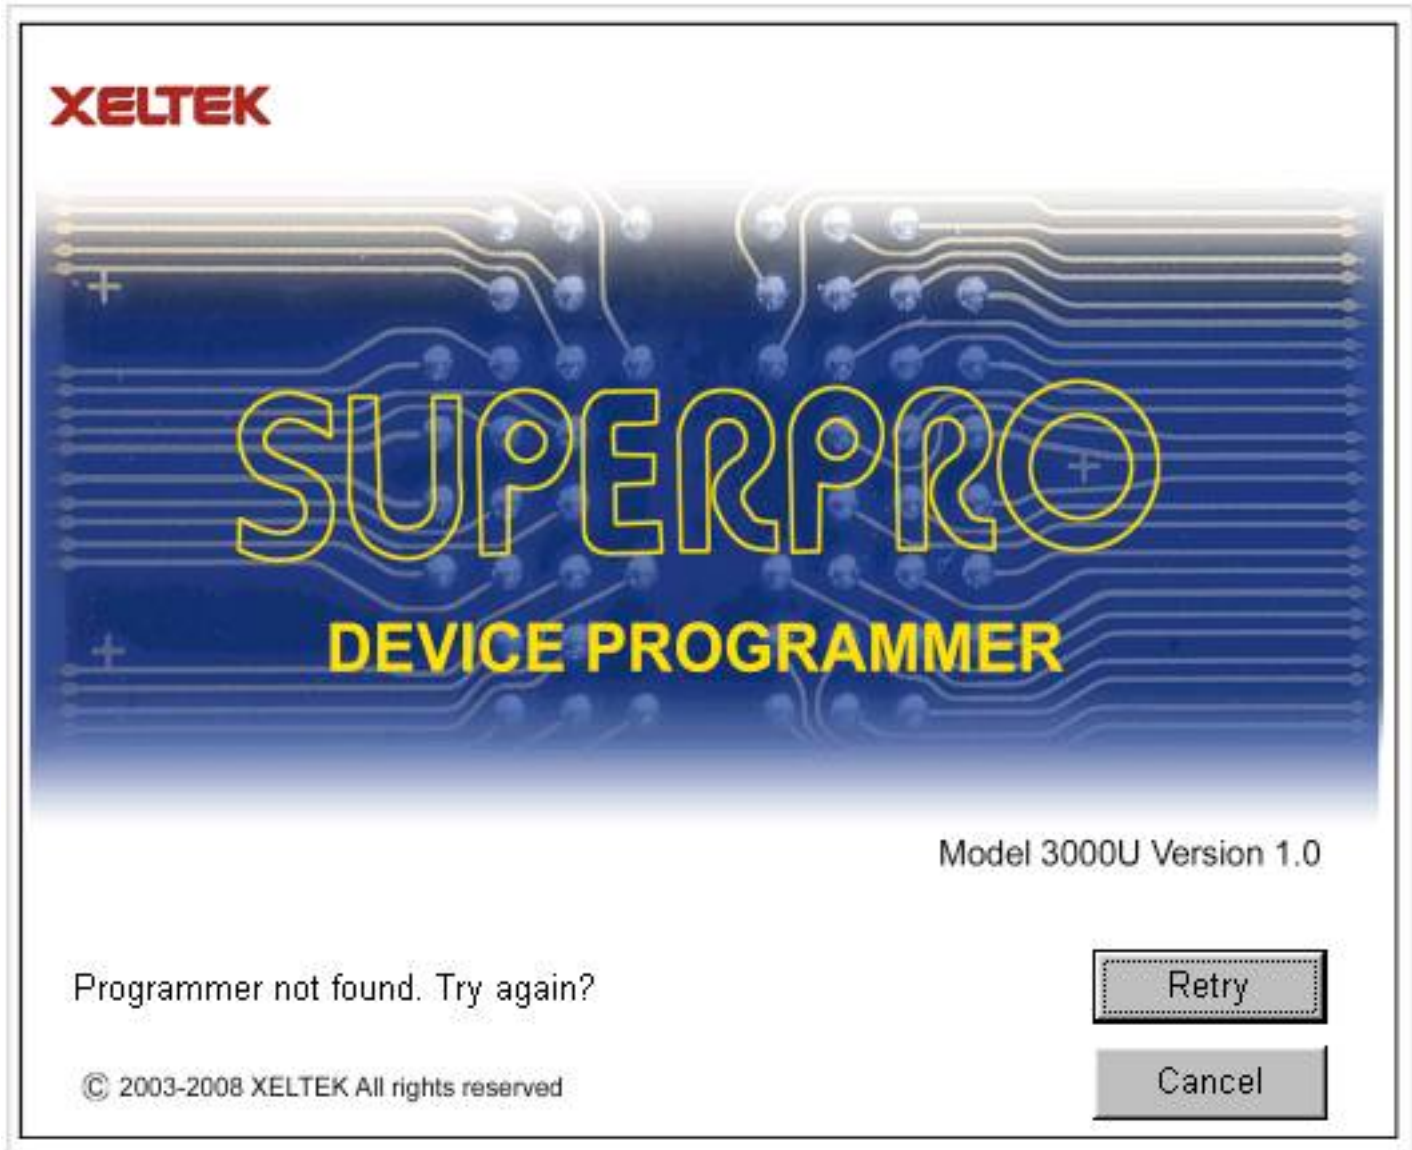 XELTEK
SUPERPRO
DEVICE PROGRAMMER
Model 3000U Version 1.0
Programmer not found. Try again?
Retry
© 2003-2008 XELTEK All rights reserved
Cancel